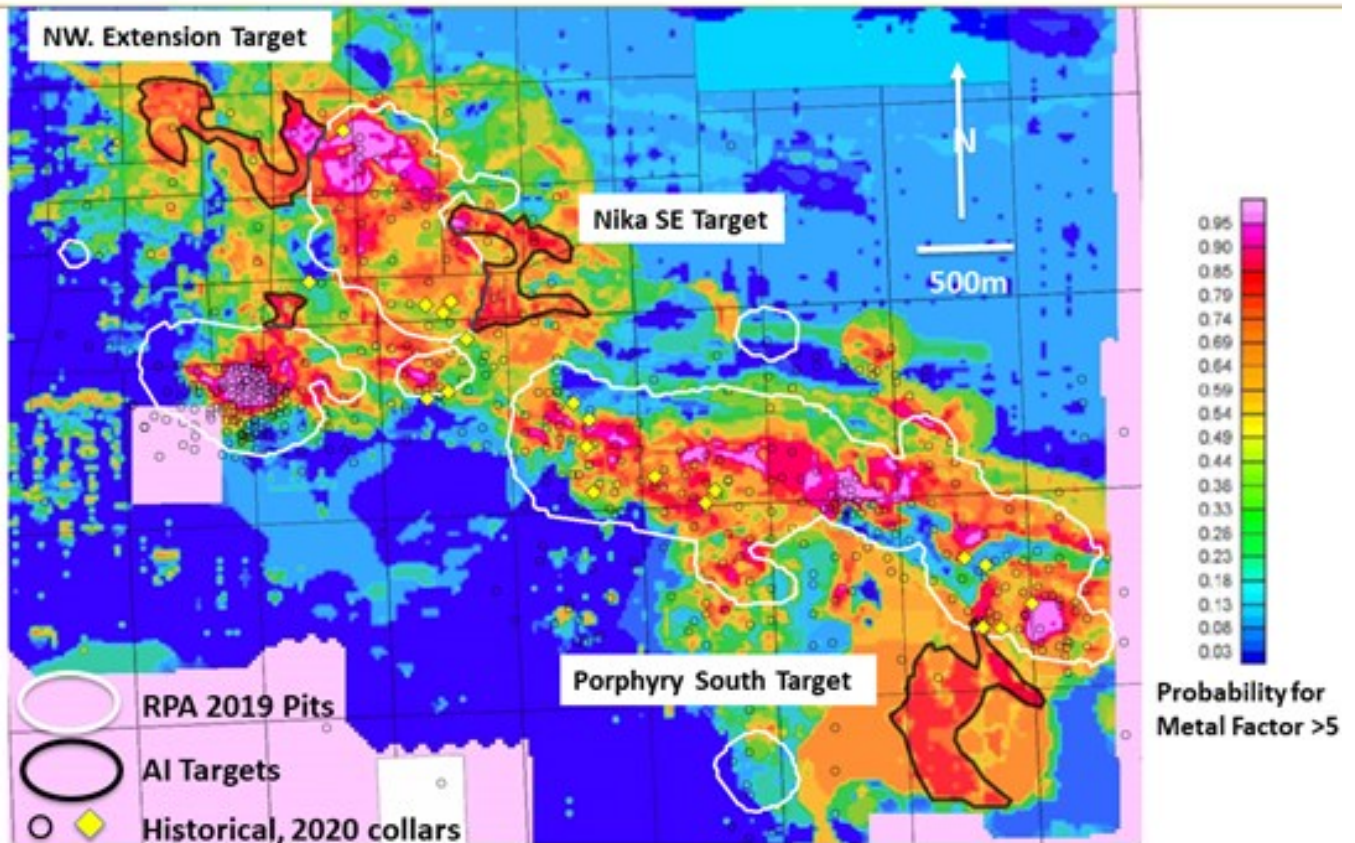 NW. Extension Target
N
Nika SE Target
500m
0.95
0.90
0.85
0.79
0.74
0.69
0.64
0.59
0.54
0.49
0.44
0.38
0.28
0.23
0.18
0.13
0.08
0.03
Probability for
Metal Factor >5
Porphyry South Target
RPA 2019 Pits
AI Targets
Historical, 2020 collars